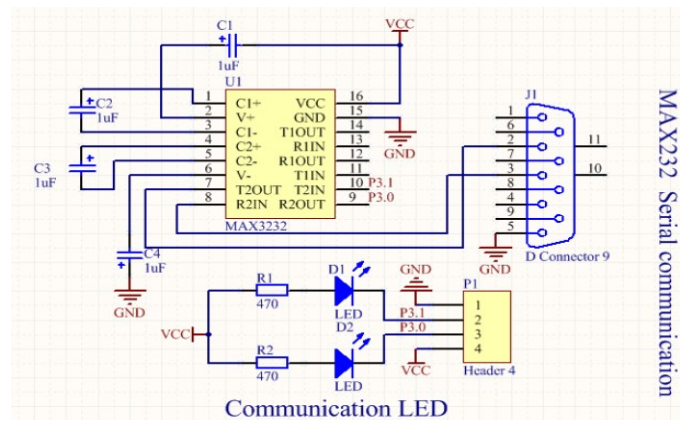 C1
VCC
1uF
U1
J1
1 C1+ VCC 16
2 V+ GND 15
3 C1- T1OUT 14
4 C2+ R1IN 13
5 C2- R1OUT 12
6 V- T1IN 11
7 T2OUT T2IN 10 P3.1
8 R2IN R2OUT 9 P3.0
MAX3232
C2
1uF
C3
1uF
C4
1uF
GND
GND
1
6
2
7
3
8
4
9
5
11
10
GND
D Connector 9
MAX232 Serial communication
R1
470
D1
LED
D2
R2
470
LED
VCC
GND
P1
P3.1
P3.0
1
2
3
4
VCC
Header 4
Communication LED